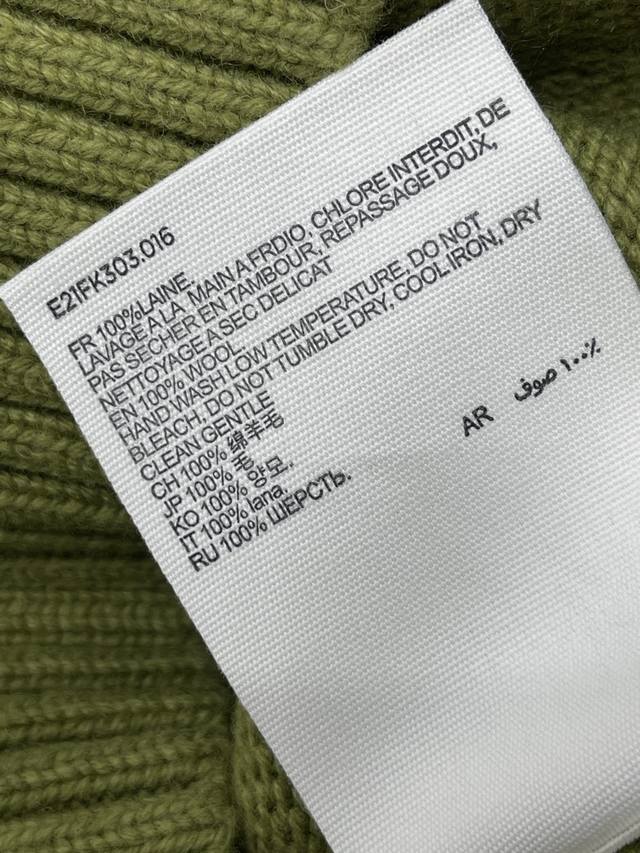 E21FK303.016
FR 100%LAINE.
LAVAGE A LA MAIN A FRDIO, CHLORE INTERDIT, DE
PAS SECHER EN TAMBOUR, REPASSAGE DOUX,
NETTOYAGE A SEC DELICAT
EN 100% WOOL
HAND WASH LOW TEMPERATURE, DO NOT
BLEACH. DO NOT TUMBLE DRY, COOL IRON, DRY
CLEAN GENTLE
CH 100% 绵羊毛
JP 100% 毛.
KO 100% 양모.
IT 100% lana.
RU 100% ШЕРСТЬ.
AR صوف ١٠٠٪